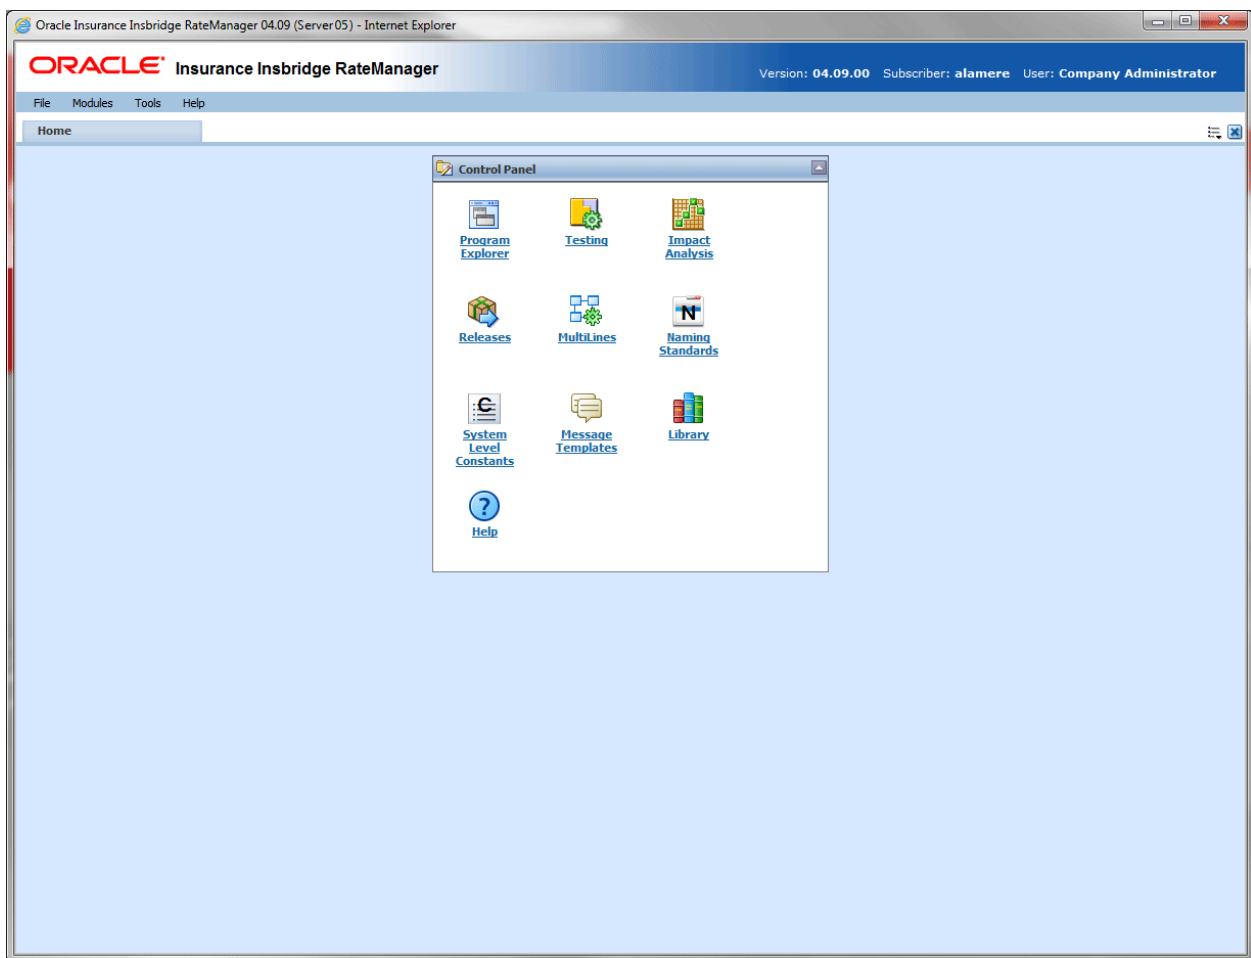 Oracle Insurance Insbridge RateManager 04.09 (Server05) - Internet Explorer
ORACLE® Insurance Insbridge RateManager
Version: 04.09.00 Subscriber: alamere User: Company Administrator
File Modules Tools Help
Home
Control Panel
Program
Explorer
Testing
Impact
Analysis
Releases
MultiLines
N
Naming
Standards
C
System
Level
Constants
Message
Templates
Library
?
Help